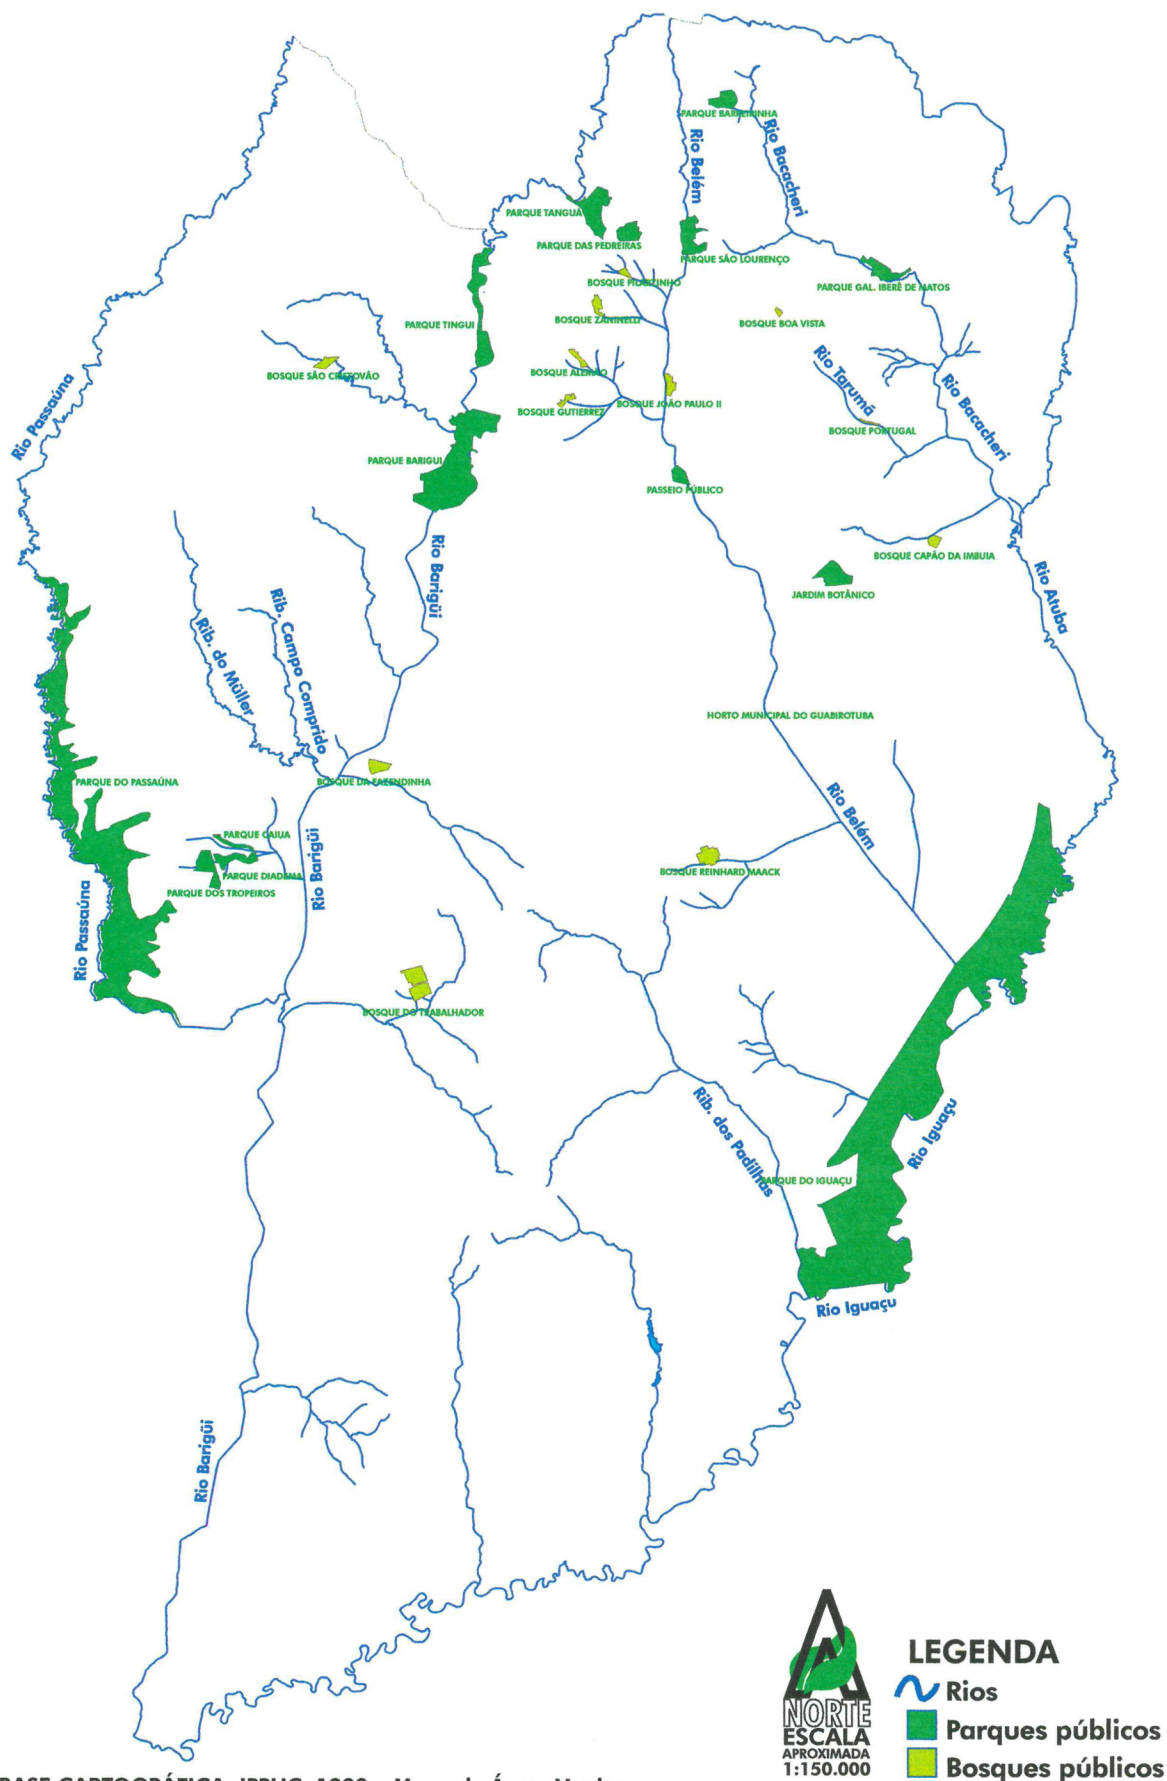 PARQUE BARREIRINHA
Rio Belém
Rio Bacacheri
PARQUE TANGUÁ
PARQUE DAS PEDREIRAS
PARQUE SÃO LOURENÇO
BOSQUE ZANINELLI
PARQUE GAL. IBERÊ DE MATOS
PARQUE TINGUI
BOSQUE BOA VISTA
BOSQUE SÃO CRISTOVÃO
BOSQUE ALEMÃO
Rio Tarumã
Rio Passaúna
BOSQUE GUTIERREZ
BOSQUE JOÃO PAULO II
BOSQUE PORTUGAL
Rio Bacacheri
PARQUE BARIGUI
PASSEIO PÚBLICO
Rio Barigüi
BOSQUE CAPÃO DA IMBUIA
JARDIM BOTÂNICO
Rio Atuba
Rib. do Müller
Rib. Campo Comprido
HORTO MUNICIPAL DO GUABIROTUBA
PARQUE DO PASSAÚNA
BOSQUE DA FAZENDINHA
Rio Belém
PARQUE CAIUA
Rio Barigüi
PARQUE DIADEMA
PARQUE DOS TROPEIROS
BOSQUE REINHARD MAACK
Rio Passaúna
BOSQUE DO TRABALHADOR
Rib. dos Padilhas
Rio Iguaçu
PARQUE DO IGUAÇU
Rio Iguaçu
Rio Barigüi
NORTE
ESCALA
APROXIMADA
1:150.000
LEGENDA
Rios
Parques públicos
Bosques públicos